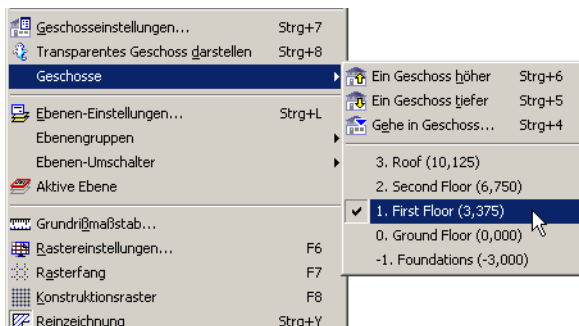 Geschosseinstellungen... Strg+7
Transparentes Geschoss darstellen Strg+8
Geschosse
Ebenen-Einstellungen... Strg+L
Ebenengruppen
Ebenen-Umschalter
Aktive Ebene
Grundrißmaßstab...
Rastereinstellungen... F6
Rasterfang F7
Konstruktionsraster F8
Reinzeichnung Strg+Y
Ein Geschoss höher Strg+6
Ein Geschoss tiefer Strg+5
Gehe in Geschoss... Strg+4
3. Roof (10,125)
2. Second Floor (6,750)
1. First Floor (3,375)
0. Ground Floor (0,000)
-1. Foundations (-3,000)